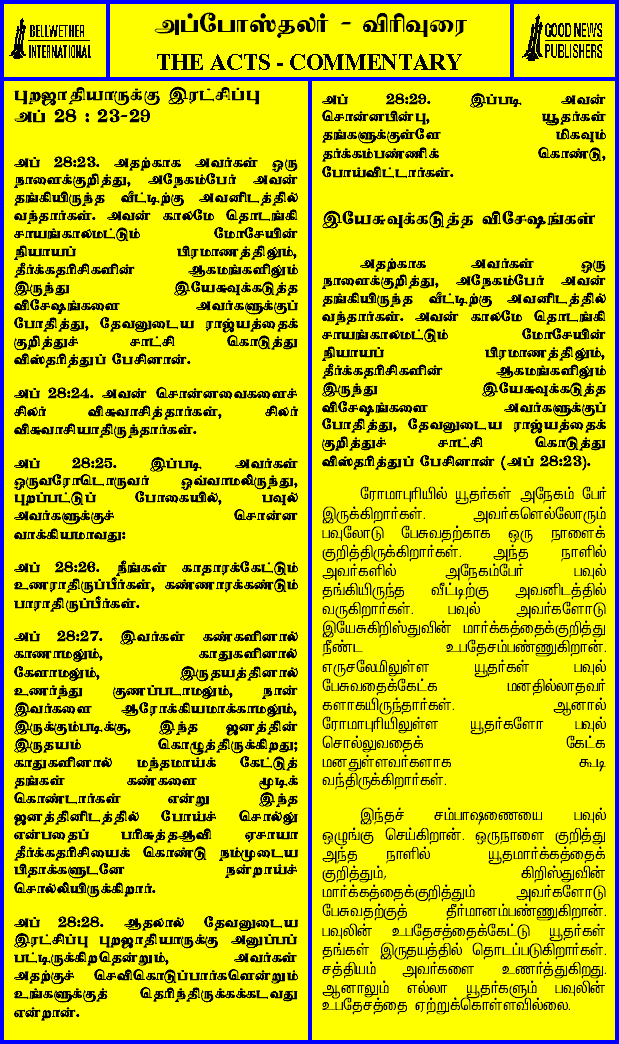 BELLWETHER
INTERNATIONAL
அப்போஸ்தலர் - விரிவுரை
THE ACTS - COMMENTARY
GOOD NEWS
PUBLISHERS
புறஜாதியாருக்கு இரட்சிப்பு
அப் 28 : 23-29
அப் 28:23. அதற்காக அவர்கள் ஒரு
நாளைக்குறித்து, அநேகம்பேர் அவன்
தங்கியிருந்த வீட்டிற்கு அவனிடத்தில்
வந்தார்கள். அவன் காலமே தொடங்கி
சாயங்காலமட்டும் மோசேயின்
நியாயப் பிரமாணத்திலும்,
தீர்க்கதரிசிகளின் ஆகமங்களிலும்
இருந்து இயேசுவுக்கடுத்த
விசேஷங்களை அவர்களுக்குப்
போதித்து, தேவனுடைய ராஜ்யத்தைக்
குறித்துச் சாட்சி கொடுத்து
விஸ்தரித்துப் பேசினான்.
அப் 28:24. அவன் சொன்னவைகளைச்
சிலர் விசுவாசித்தார்கள், சிலர்
விசுவாசியாதிருந்தார்கள்.
அப் 28:25. இப்படி அவர்கள்
ஒருவரோடொருவர் ஒவ்வாமலிருந்து,
புறப்பட்டுப் போகையில், பவுல்
அவர்களுக்குச் சொன்ன
வாக்கியமாவது:
அப் 28:26. நீங்கள் காதாரக்கேட்டும்
உணராதிருப்பீர்கள், கண்ணாரக்கண்டும்
பாராதிருப்பீர்கள்.
அப் 28:27. இவர்கள் கண்களினால்
காணாமலும், காதுகளினால்
கேளாமலும், இருதயத்தினால்
உணர்ந்து குணப்படாமலும், நான்
இவர்களை ஆரோக்கியமாக்காமலும்,
இருக்கும்படிக்கு, இந்த ஜனத்தின்
இருதயம் கொழுத்திருக்கிறது;
காதுகளினால் மந்தமாய்க் கேட்டுத்
தங்கள் கண்களை மூடிக்
கொண்டார்கள் என்று இந்த
ஜனத்தினிடத்தில் போய்ச் சொல்லு
என்பதைப் பரிசுத்தஆவி ஏசாயா
தீர்க்கதரிசியைக் கொண்டு நம்முடைய
பிதாக்களுடனே நன்றாய்ச்
சொல்லியிருக்கிறார்.
அப் 28:28. ஆதலால் தேவனுடைய
இரட்சிப்பு புறஜாதியாருக்கு அனுப்பப்
பட்டிருக்கிறதென்றும், அவர்கள்
அதற்குச் செவிகொடுப்பார்களென்றும்
உங்களுக்குத் தெரிந்திருக்கக்கடவது
என்றான்.
அப் 28:29. இப்படி அவன்
சொன்னபின்பு, யூதர்கள்
தங்களுக்குள்ளே மிகவும்
தர்க்கம்பண்ணிக் கொண்டு,
போய்விட்டார்கள்.
இயேசுவுக்கடுத்த விசேஷங்கள்
அதற்காக அவர்கள் ஒரு
நாளைக்குறித்து, அநேகம்பேர் அவன்
தங்கியிருந்த வீட்டிற்கு அவனிடத்தில்
வந்தார்கள். அவன் காலமே தொடங்கி
சாயங்காலமட்டும் மோசேயின்
நியாயப் பிரமாணத்திலும்,
தீர்க்கதரிசிகளின் ஆகமங்களிலும்
இருந்து இயேசுவுக்கடுத்த
விசேஷங்களை அவர்களுக்குப்
போதித்து, தேவனுடைய ராஜ்யத்தைக்
குறித்துச் சாட்சி கொடுத்து
விஸ்தரித்துப் பேசினான் (அப் 28:23).
ரோமாபுரியில் யூதர்கள் அநேகம் பேர்
இருக்கிறார்கள். அவர்களெல்லோரும்
பவுலோடு பேசுவதற்காக ஒரு நாளைக்
குறித்திருக்கிறார்கள். அந்த நாளில்
அவர்களில் அநேகம்பேர் பவுல்
தங்கியிருந்த வீட்டிற்கு அவனிடத்தில்
வருகிறார்கள். பவுல் அவர்களோடு
இயேசுகிறிஸ்துவின் மார்க்கத்தைக்குறித்து
நீண்ட உபதேசம்பண்ணுகிறான்.
எருசலேமிலுள்ள யூதர்கள் பவுல்
பேசுவதைக்கேட்க மனதில்லாதவர்
களாகயிருந்தார்கள். ஆனால்
ரோமாபுரியிலுள்ள யூதர்களோ பவுல்
சொல்லுவதைக் கேட்க
மனதுள்ளவர்களாக கூடி
வந்திருக்கிறார்கள்.
இந்தச் சம்பாஷணையை பவுல்
ஒழுங்கு செய்கிறான். ஒருநாளை குறித்து
அந்த நாளில் யூதமார்க்கத்தைக்
குறித்தும், கிறிஸ்துவின்
மார்க்கத்தைக்குறித்தும் அவர்களோடு
பேசுவதற்குத் தீர்மானம்பண்ணுகிறான்.
பவுலின் உபதேசத்தைக்கேட்டு யூதர்கள்
தங்கள் இருதயத்தில் தொடப்படுகிறார்கள்.
சத்தியம் அவர்களை உணர்த்துகிறது.
ஆனாலும் எல்லா யூதர்களும் பவுலின்
உபதேசத்தை ஏற்றுக்கொள்ளவில்லை.